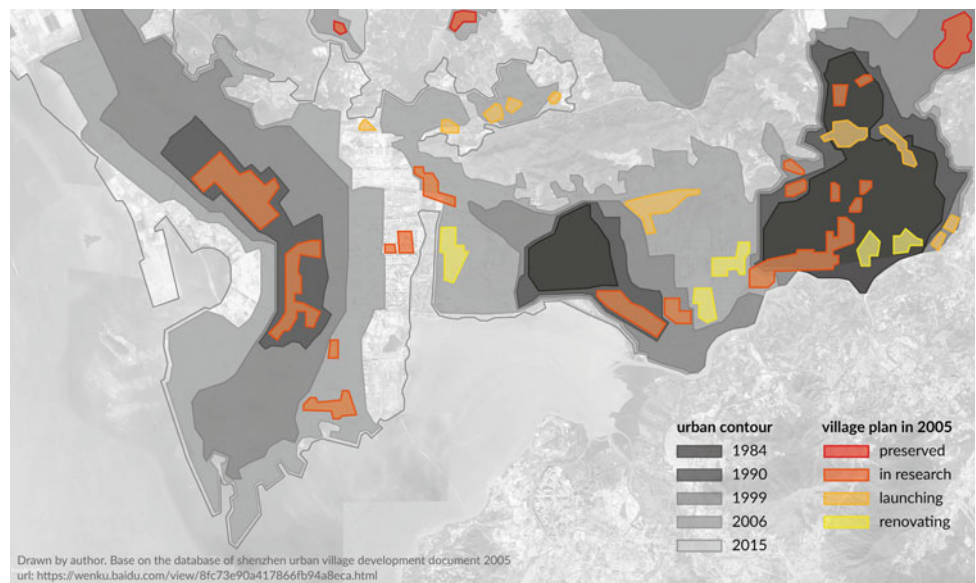 urban contour
1984
1990
1999
2006
2015
village plan in 2005
preserved
in research
launching
renovating
Drawn by author. Base on the database of shenzhen urban village development document 2005
url: https://wenku.baidu.com/view/8fc73e90a417866fb94a8eca.html